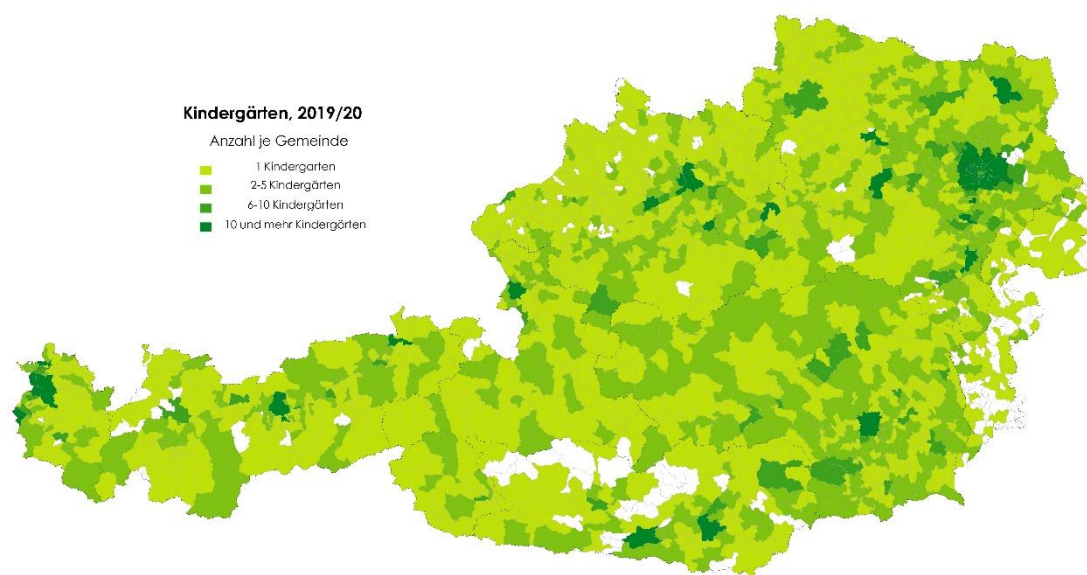 Kindergärten, 2019/20
Anzahl je Gemeinde
1 Kindergarten
2-5 Kindergärten
6-10 Kindergärten
10 und mehr Kindergärten